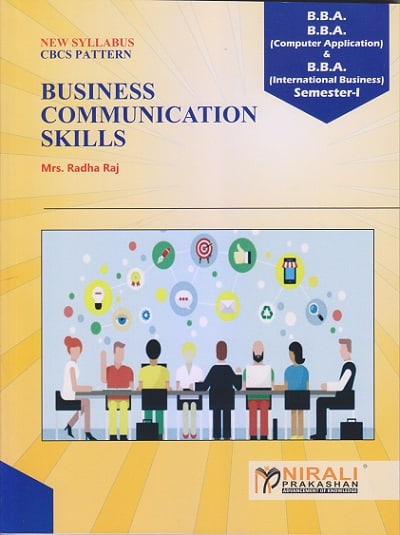 NEW SYLLABUS
CBCS PATTERN
BUSINESS
COMMUNICATION
SKILLS
Mrs. Radha Raj
B.B.A.
B.B.A.
(Computer Application)
&
B.B.A.
(International Business)
Semester-I
NIRALI®
PRAKASHAN
ADVANCEMENT OF KNOWLEDGE